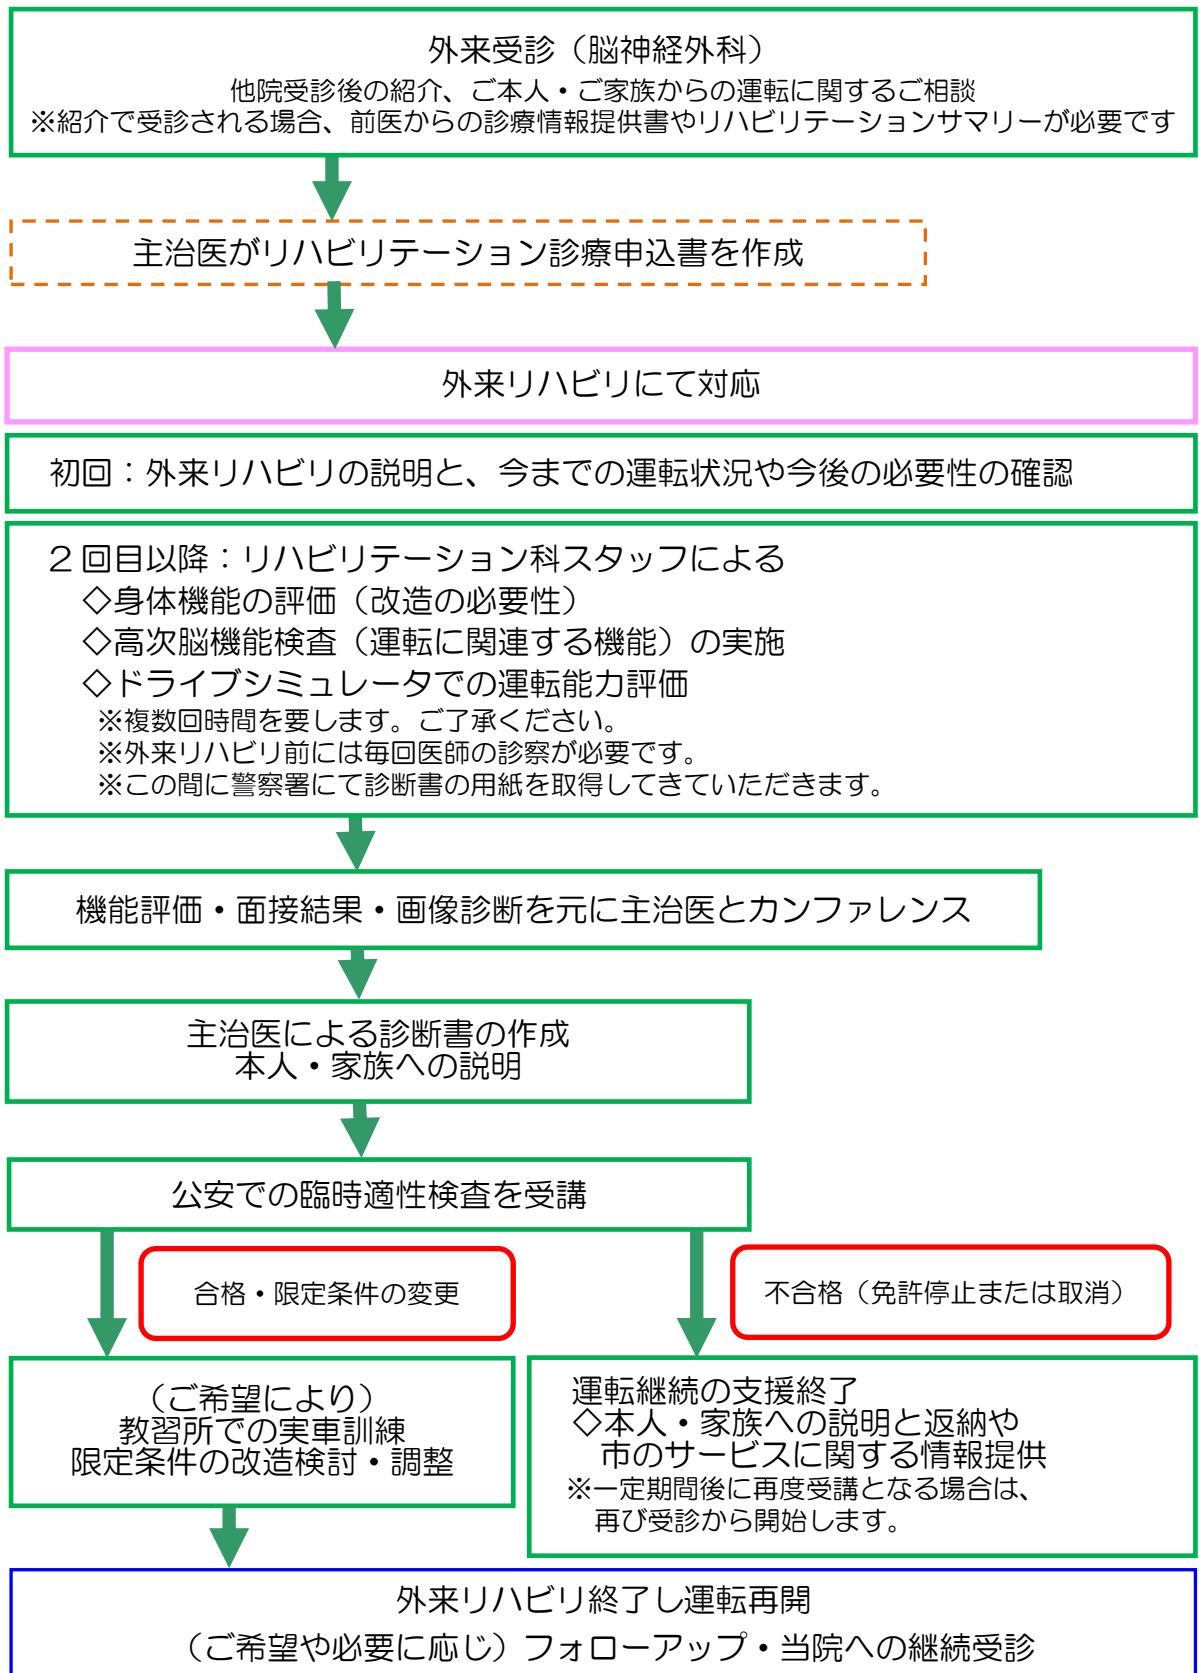 外来受診（脳神経外科）
他院受診後の紹介、ご本人・ご家族からの運転に関するご相談
※紹介で受診される場合、前医からの診療情報提供書やリハビリテーションサマリーが必要です
主治医がリハビリテーション診療申込書を作成
外来リハビリにて対応
初回：外来リハビリの説明と、今までの運転状況や今後の必要性の確認
２回目以降：リハビリテーション科スタッフによる
◇身体機能の評価（改造の必要性）
◇高次脳機能検査（運転に関連する機能）の実施
◇ドライブシミュレータでの運転能力評価
※複数回時間を要します。ご了承ください。
※外来リハビリ前には毎回医師の診察が必要です。
※この間に警察署にて診断書の用紙を取得してきていただきます。
機能評価・面接結果・画像診断を元に主治医とカンファレンス
主治医による診断書の作成
本人・家族への説明
公安での臨時適性検査を受講
合格・限定条件の変更
不合格（免許停止または取消）
（ご希望により）
教習所での実車訓練
限定条件の改造検討・調整
運転継続の支援終了
◇本人・家族への説明と返納や
市のサービスに関する情報提供
※一定期間後に再度受講となる場合は、
再び受診から開始します。
外来リハビリ終了し運転再開
（ご希望や必要に応じ）フォローアップ・当院への継続受診